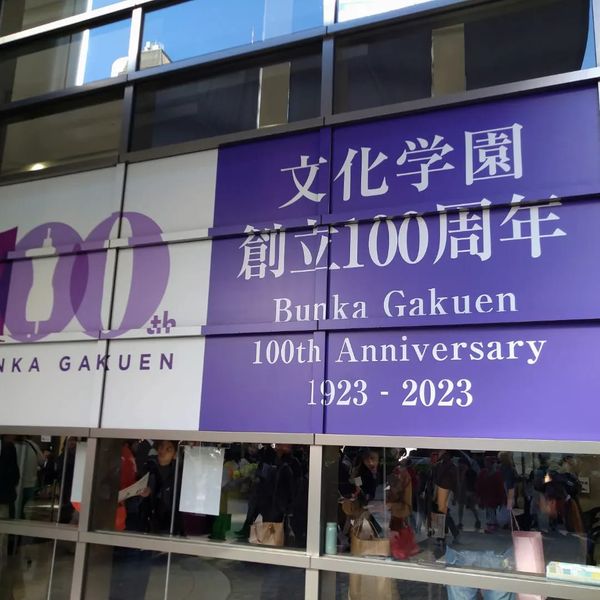 100th
BUNKA GAKUEN
文化学園
創立100周年
Bunka Gakuen
100th Anniversary
1923 - 2023